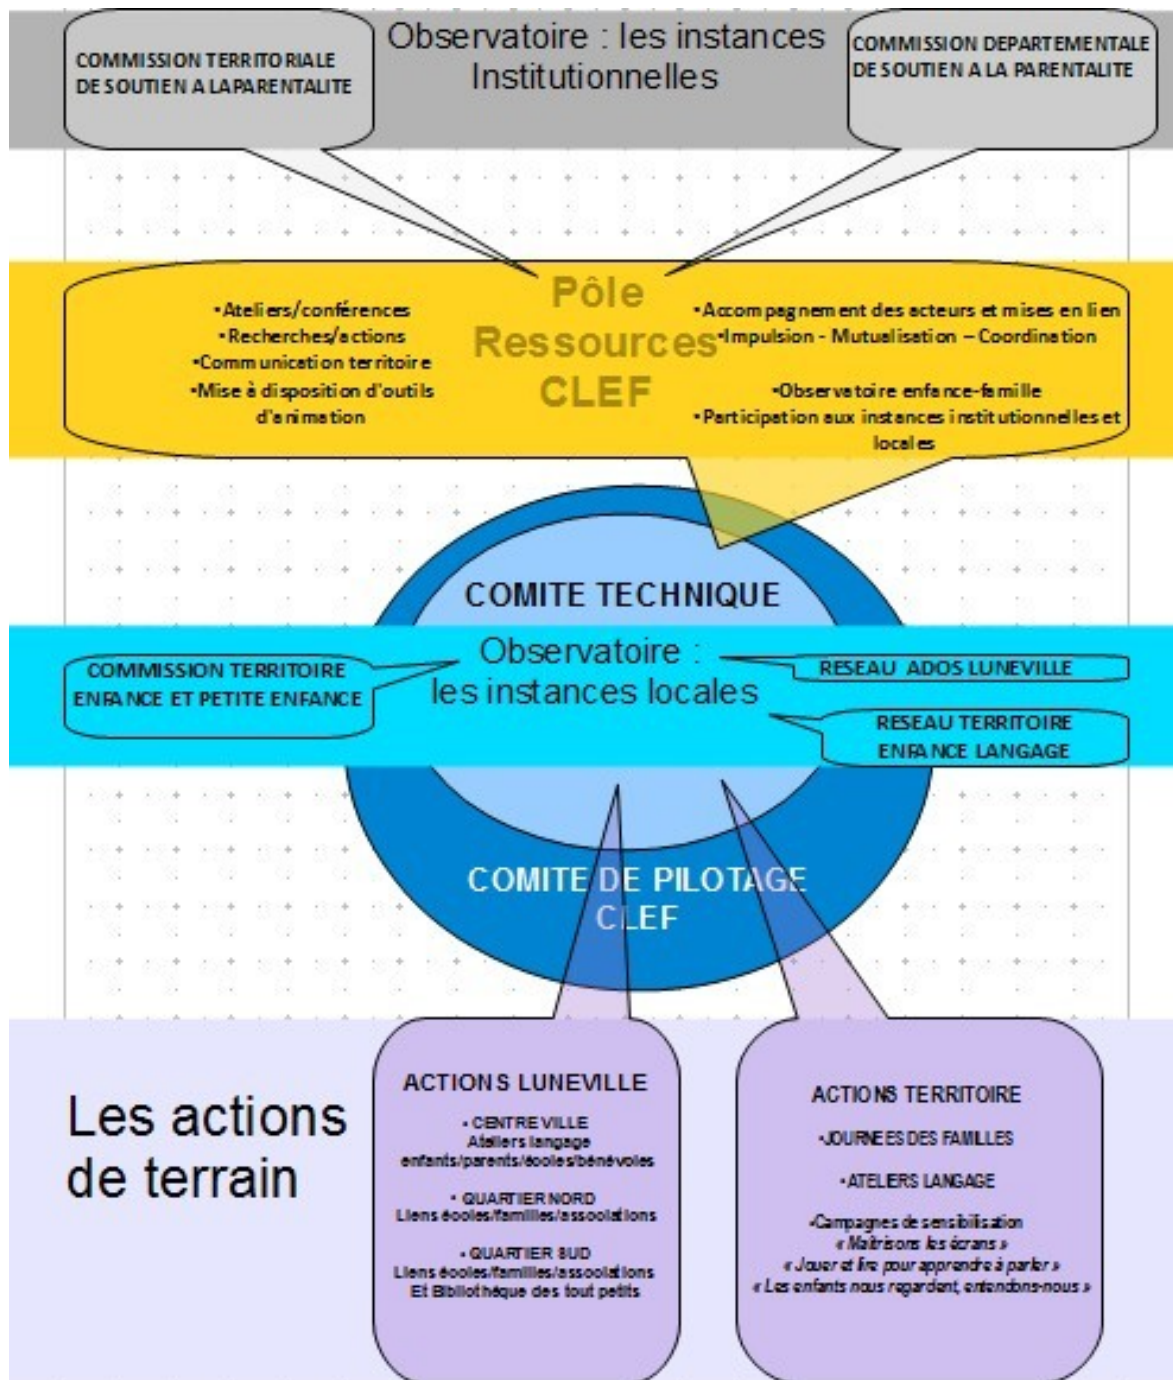 Observatoire : les instances
Institutionnelles
COMMISSION TERRITORIALE
DE SOUTIEN A LAPARENTALITE
COMMISSION DEPARTEMENTALE
DE SOUTIEN A LA PARENTALITE
Pôle
Ressources
CLEF
•Ateliers/conférences
•Recherches/actions
•Communication territoire
•Mise à disposition d'outils
d'animation
•Accompagnement des acteurs et mises en lien
•Impulsion - Mutualisation – Coordination
•Observatoire enfance-famille
•Participation aux instances institutionnelles et
locales
COMITE TECHNIQUE
Observatoire :
les instances locales
COMMISSION TERRITOIRE
ENFANCE ET PETITE ENFANCE
RESEAU ADOS LUNEVILLE
RESEAU TERRITOIRE
ENFANCE LANGAGE
COMITE DE PILOTAGE
CLEF
Les actions
de terrain
ACTIONS LUNEVILLE
• CENTRE VILLE
Ateliers langage
enfants/parents/écoles/bénévoles
• QUARTIER NORD
Liens écoles/familles/associations
• QUARTIER SUD
Liens écoles/familles/associations
Et Bibliothèque des tout petits
ACTIONS TERRITOIRE
•JOURNEES DES FAMILLES
•ATELIERS LANGAGE
•Campagnes de sensibilisation
« Maîtrisons les écrans »
« Jouer et lire pour apprendre à parler »
« Les enfants nous regardent, entendons-nous »